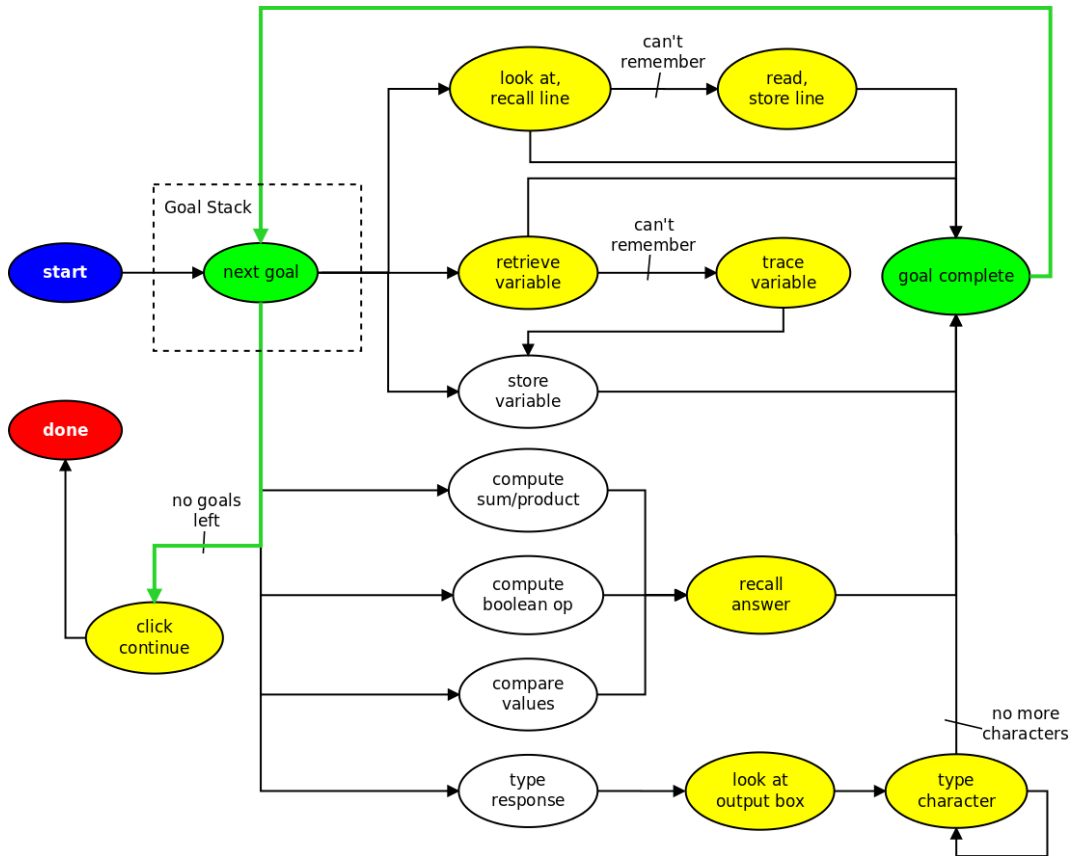 can't
remember
look at,
recall line
read,
store line
Goal Stack
can't
remember
start
next goal
retrieve
variable
trace
variable
goal complete
store
variable
done
compute
sum/product
no goals
left
compute
boolean op
recall
answer
click
continue
compare
values
no more
characters
type
response
look at
output box
type
character